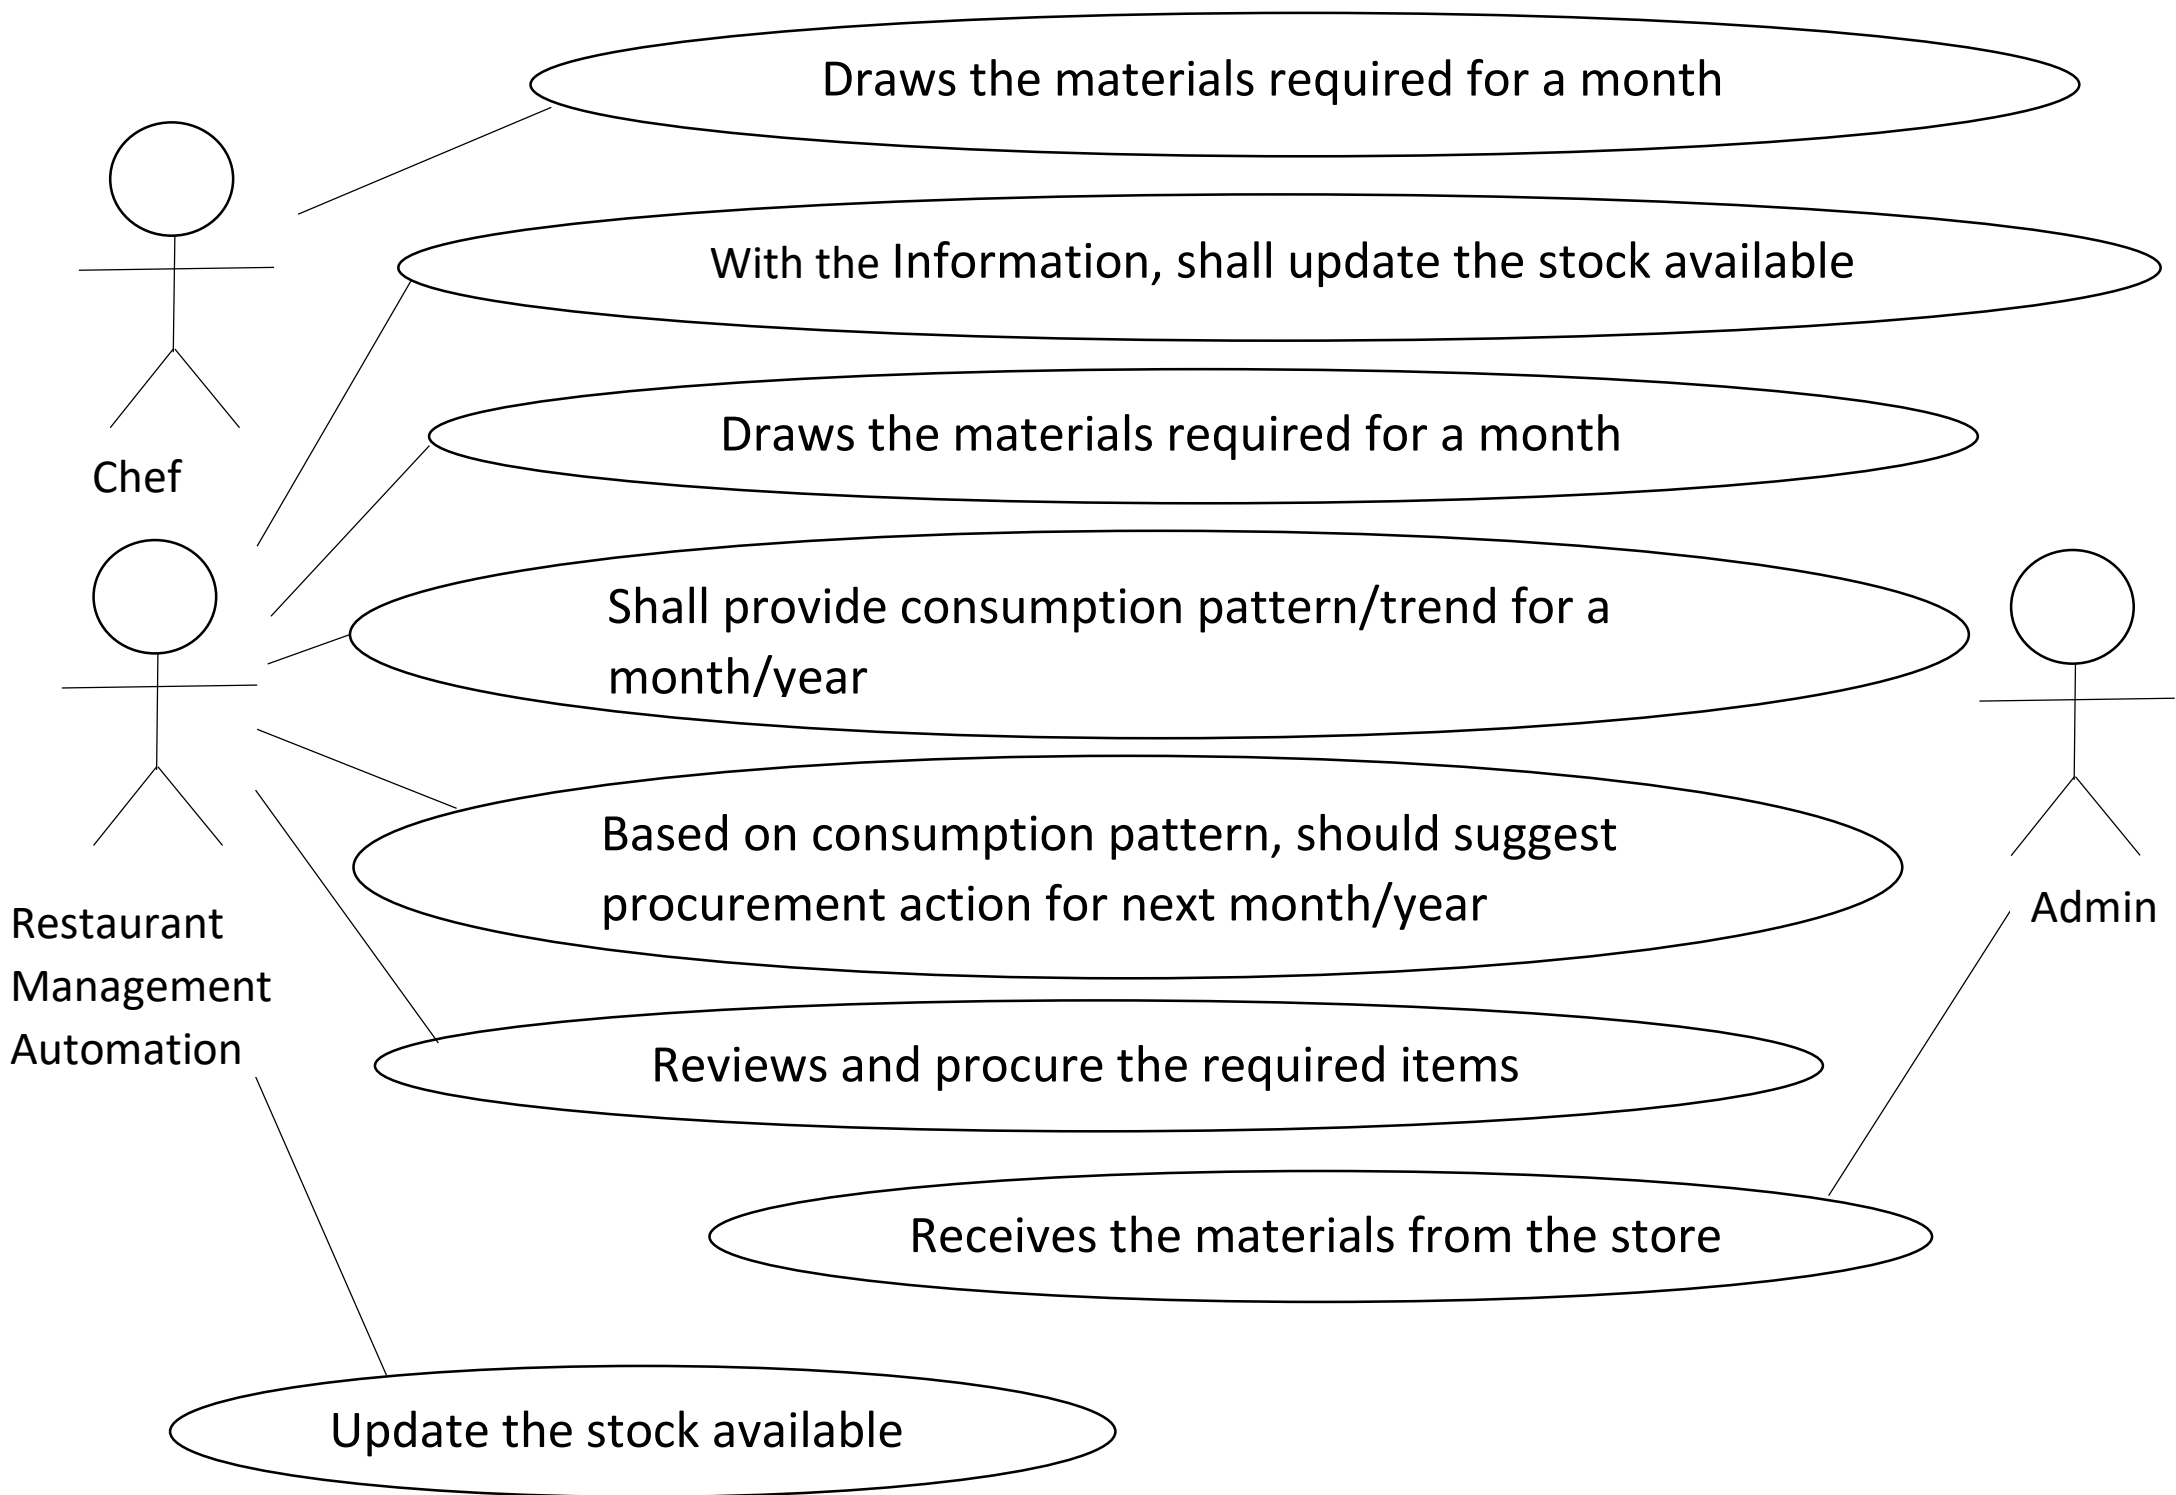 Draws the materials required for a month
With the Information, shall update the stock available
Draws the materials required for a month
Chef
Shall provide consumption pattern/trend for a
month/year
Based on consumption pattern, should suggest
procurement action for next month/year
Restaurant
Management
Automation
Admin
Reviews and procure the required items
Receives the materials from the store
Update the stock available